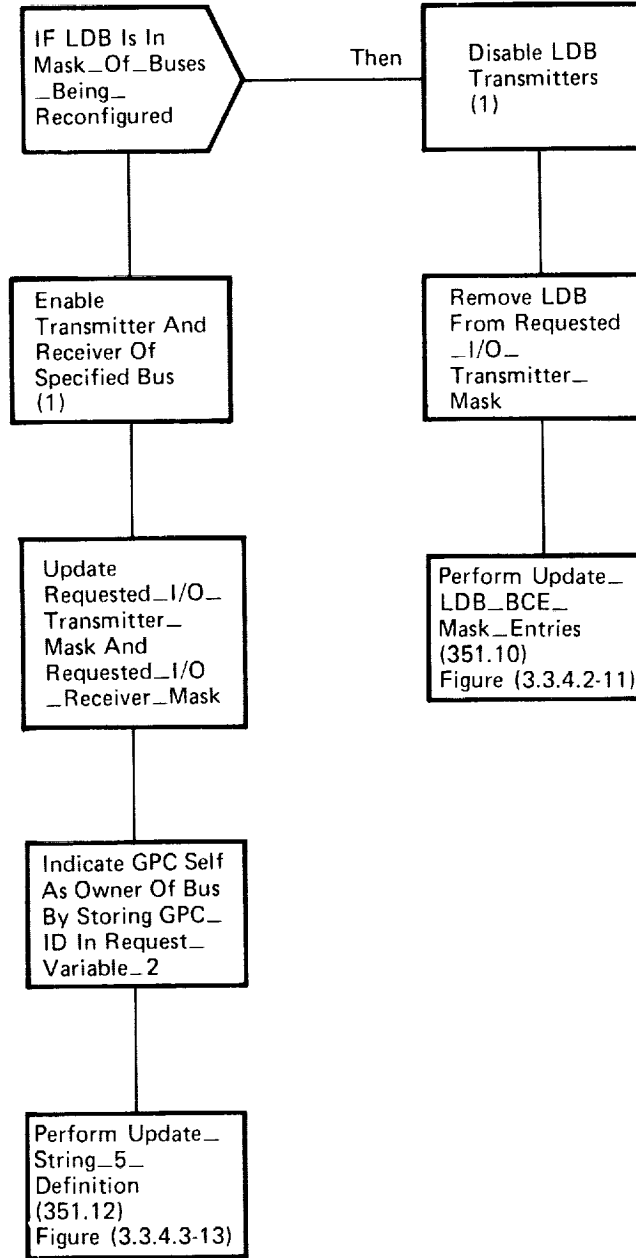 IF LDB Is In
Mask_Of_Buses
_Being_
Reconfigured
Then
Disable LDB
Transmitters
(1)
Enable
Transmitter And
Receiver Of
Specified Bus
(1)
Remove LDB
From Requested
_I/O_
Transmitter_
Mask
Update
Requested_I/O_
Transmitter_
Mask And
Requested_I/O
_Receiver_Mask
Perform Update_
LDB_BCE_
Mask_Entries
(351.10)
Figure (3.3.4.2-11)
Indicate GPC Self
As Owner Of Bus
By Storing GPC_
ID In Request_
Variable_2
Perform Update_
String_5_
Definition
(351.12)
Figure (3.3.4.3-13)